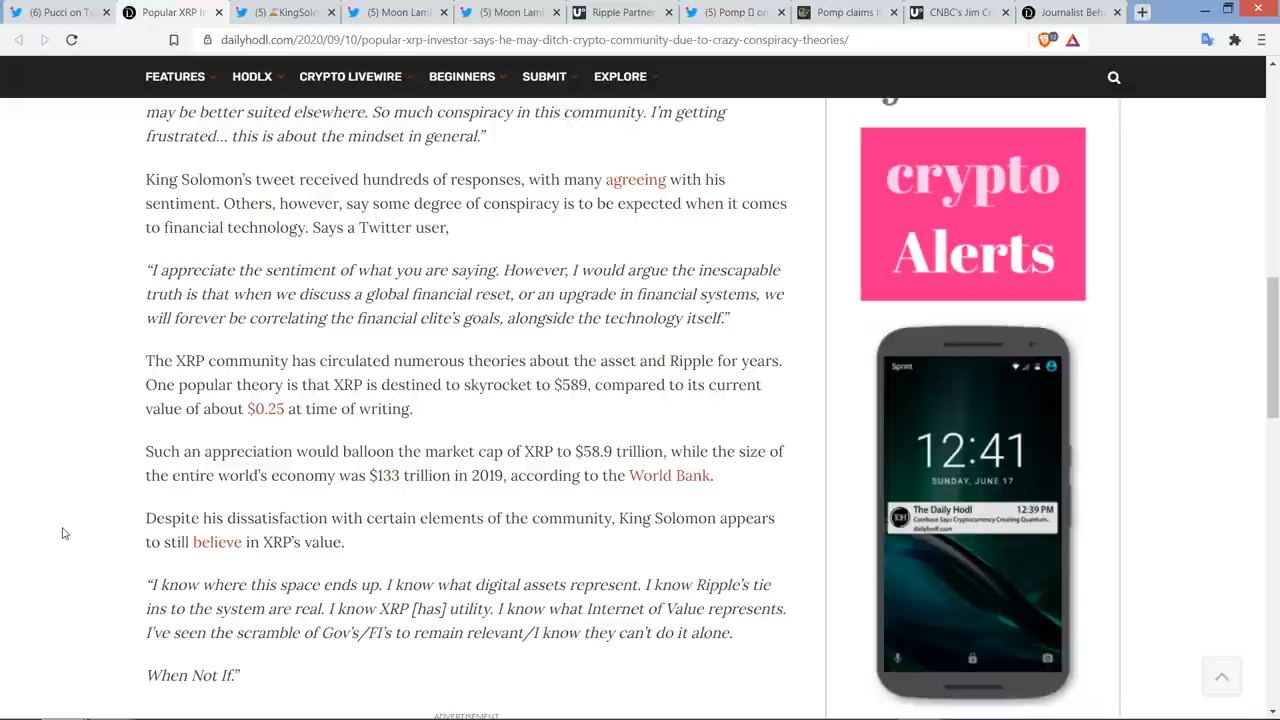 (6) Pucci on Tw
Popular XRP In
(5) KingSolo
(5) Moon Lam
(5) Moon Lam
Ripple Partner
(5) Pomp
Pomp claims
CNBC's Jim C
Journalist Beh
dailyhodl.com/2020/09/10/popular-xrp-investor-says-he-may-ditch-crypto-community-due-to-crazy-conspiracy-theories/
FEATURES HODLX CRYPTO LIVEWIRE BEGINNERS SUBMIT EXPLORE
may be better suited elsewhere. So much conspiracy in this community. I'm getting
frustrated… this is about the mindset in general.”
King Solomon's tweet received hundreds of responses, with many agreeing with his
sentiment. Others, however, say some degree of conspiracy is to be expected when it comes
to financial technology. Says a Twitter user,
“I appreciate the sentiment of what you are saying. However, I would argue the inescapable
truth is that when we discuss a global financial reset, or an upgrade in financial systems, we
will forever be correlating the financial elite's goals, alongside the technology itself.”
The XRP community has circulated numerous theories about the asset and Ripple for years.
One popular theory is that XRP is destined to skyrocket to $589, compared to its current
value of about $0.25 at time of writing.
Such an appreciation would balloon the market cap of XRP to $58.9 trillion, while the size of
the entire world's economy was $133 trillion in 2019, according to the World Bank.
Despite his dissatisfaction with certain elements of the community, King Solomon appears
to still believe in XRP's value.
“I know where this space ends up. I know what digital assets represent. I know Ripple's tie
ins to the system are real. I know XRP [has] utility. I know what Internet of Value represents.
I've seen the scramble of Gov's/FI's to remain relevant/I know they can't do it alone.
When Not If.”
ADVERTISEMENT
crypto
Alerts
Sprint
12:41
SUNDAY, JUNE 17
The Daily Hodl 12:39 PM
Coinbase Says Cryptocurrency Creating Quantum...
dailyhodl.com